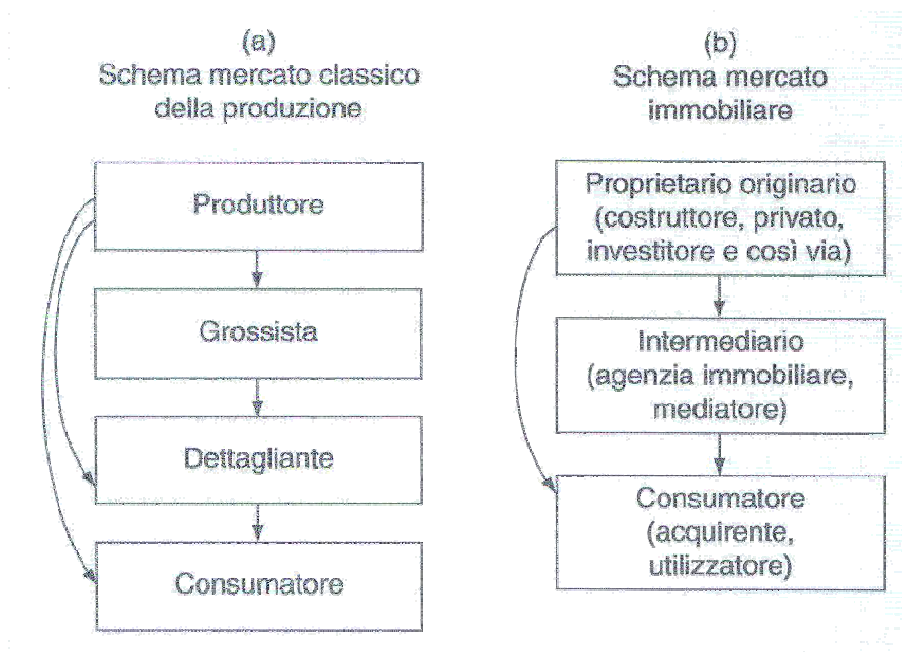 (a)
Schema mercato classico
della produzione
Produttore
Grossista
Dettagliante
Consumatore
(b)
Schema mercato
immobiliare
Proprietario originario
(costruttore, privato,
investitore e così via)
Intermediario
(agenzia immobiliare,
mediatore)
Consumatore
(acquirente,
utilizzatore)